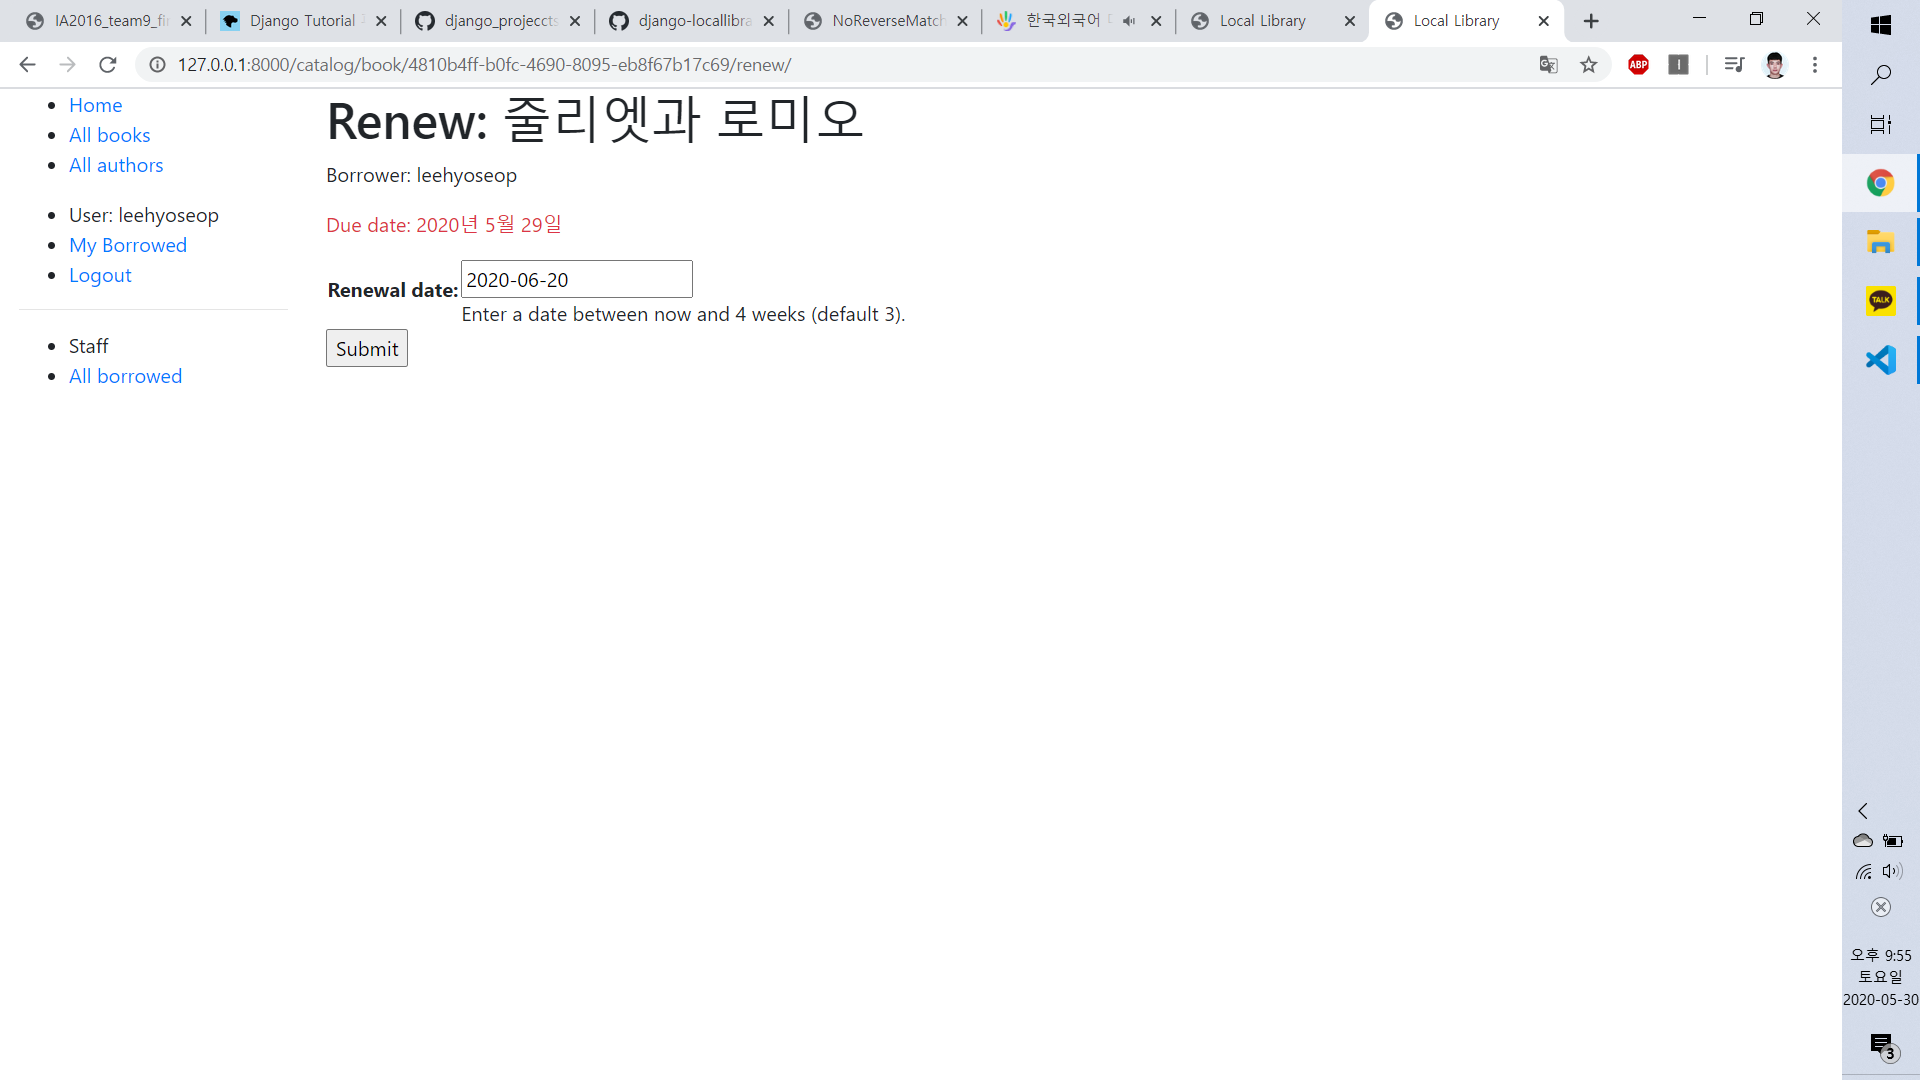 IA2016_team9_fir
Django Tutorial
django_projeccts
django-locallibra
NoReverseMatch
한국외국어
Local Library
Local Library
127.0.0.1:8000/catalog/book/4810b4ff-b0fc-4690-8095-eb8f67b17c69/renew/
ABP
Home
All books
All authors
User: leehyoseop
My Borrowed
Logout
Staff
All borrowed
Renew: 줄리엣과 로미오
Borrower: leehyoseop
Due date: 2020년 5월 29일
Renewal date: 2020-06-20
Enter a date between now and 4 weeks (default 3).
Submit
TALK
오후 9:55
토요일
2020-05-30
3